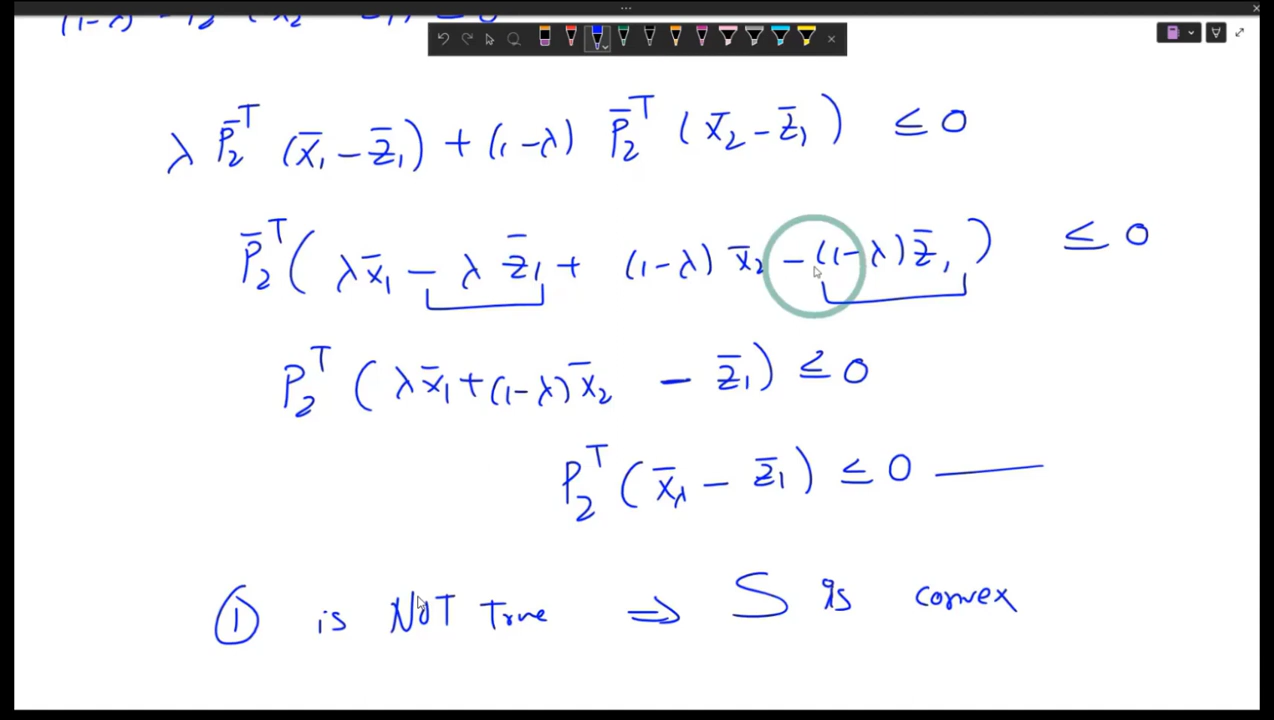 λ P̄₂ᵀ (x̄₁ − z̄₁) + (1−λ) P̄₂ᵀ (x̄₂ − z̄₁) ≤ 0
P̄₂ᵀ ( λx̄₁ − λ z̄₁ + (1−λ) x̄₂ − (1−λ) z̄₁ ) ≤ 0
P₂ᵀ ( λx̄₁ + (1−λ)x̄₂ − z̄₁ ) ≤ 0
P₂ᵀ ( x̄λ − z̄₁ ) ≤ 0 ——
① is NOT True ⇒ S is convex